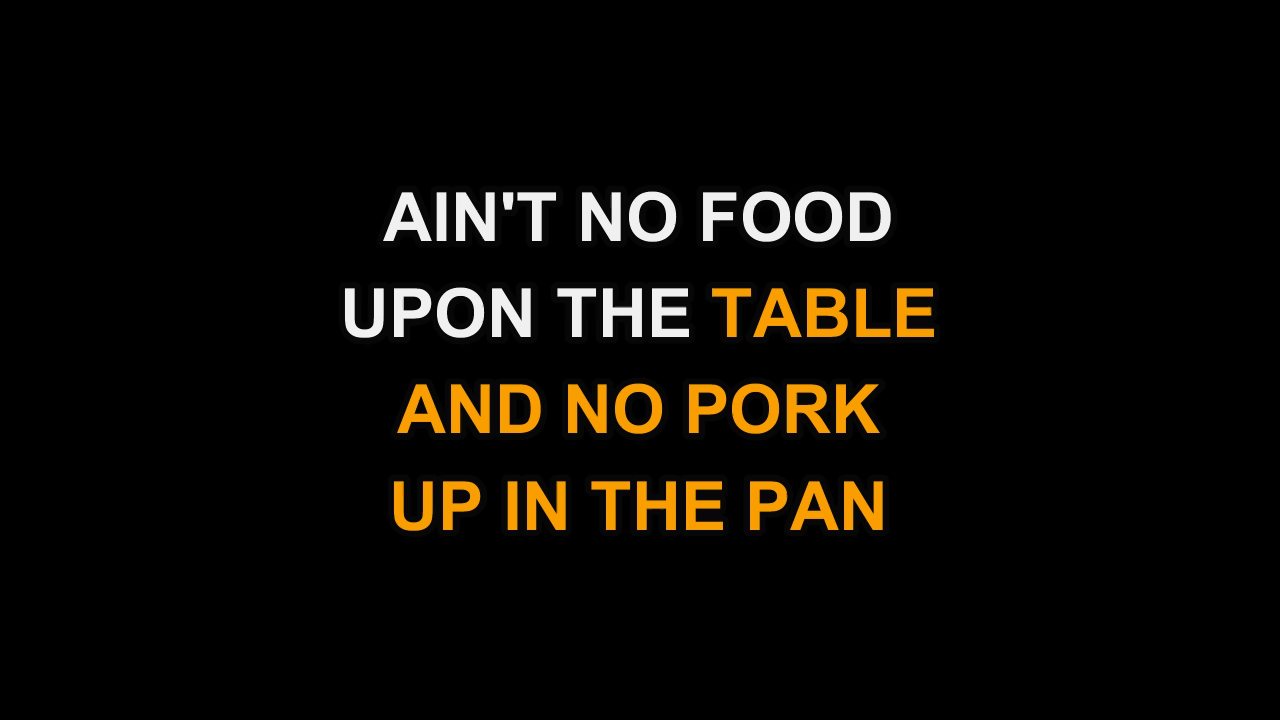 AIN'T NO FOOD
UPON THE TABLE
AND NO PORK
UP IN THE PAN